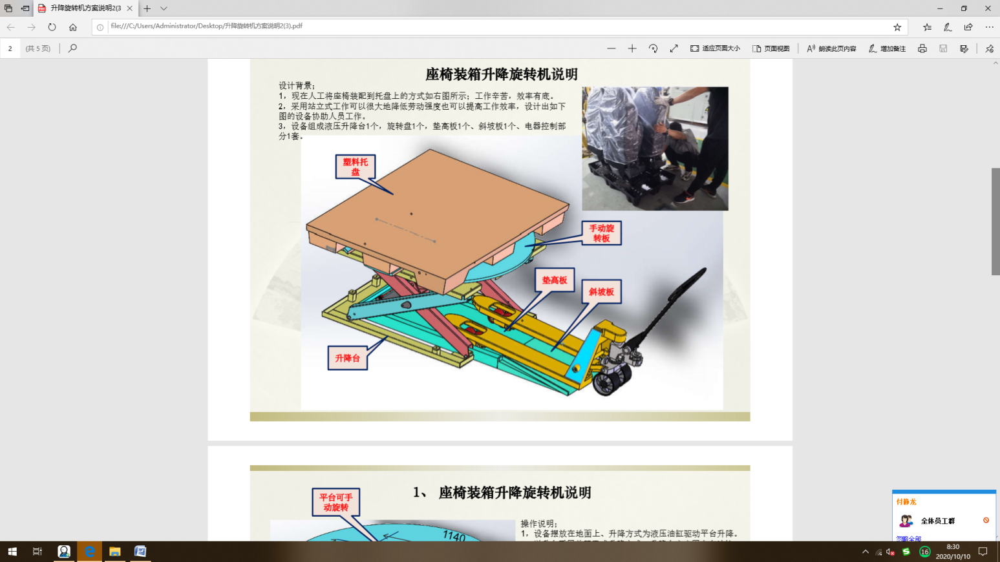 升降旋转机方案说明2(3
file:///C:/Users/Administrator/Desktop/升降旋转机方案说明2(3).pdf
2 (共 5 页)
适应页面大小 页面视图 朗读此页内容 增加备注
座椅装箱升降旋转机说明
设计背景；
1，现在人工将座椅装配到托盘上的方式如右图所示；工作辛苦，效率有底。
2，采用站立式工作可以很大地降低劳动强度也可以提高工作效率，设计出如下
图的设备协助人员工作。
3，设备组成液压升降台1个，旋转盘1个，垫高板1个、斜坡板1个、电器控制部
分1套。
塑料托
盘
手动旋
转板
垫高板
斜坡板
升降台
1、 座椅装箱升降旋转机说明
平台可手
动旋转
1140
操作说明；
1，设备摆放在地面上、升降方式为液压油缸驱动平台升降。
付静龙
全体员工群
忽略全部
16
8:30
2020/10/10